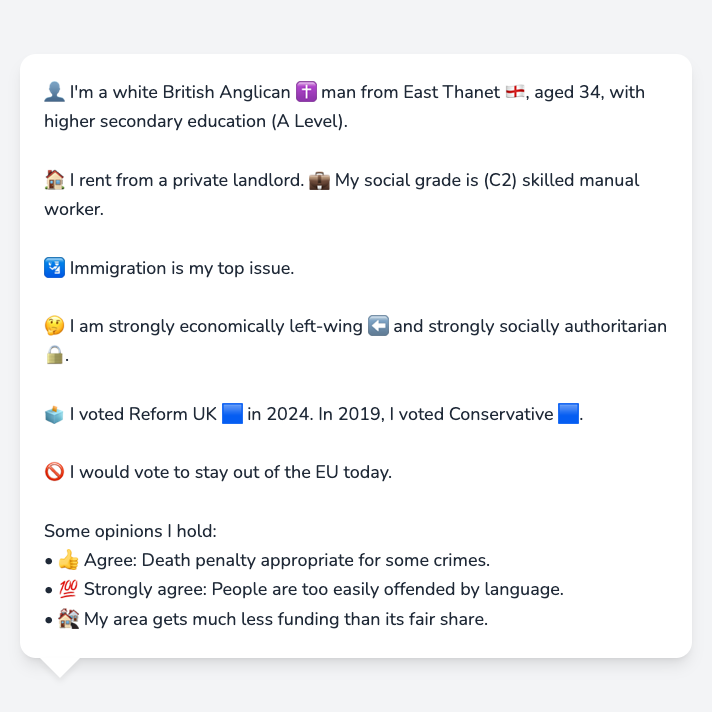 👤 I'm a white British Anglican ✝️ man from East Thanet 🏴󠁧󠁢󠁥󠁮󠁧󠁿, aged 34, with
higher secondary education (A Level).
🏠 I rent from a private landlord. 💼 My social grade is (C2) skilled manual
worker.
🛂 Immigration is my top issue.
🤔 I am strongly economically left-wing ⬅️ and strongly socially authoritarian
🔒.
🗳️ I voted Reform UK 🟦 in 2024. In 2019, I voted Conservative 🟦.
🚫 I would vote to stay out of the EU today.
Some opinions I hold:
• 👍 Agree: Death penalty appropriate for some crimes.
• 💯 Strongly agree: People are too easily offended by language.
• 🏘️ My area gets much less funding than its fair share.